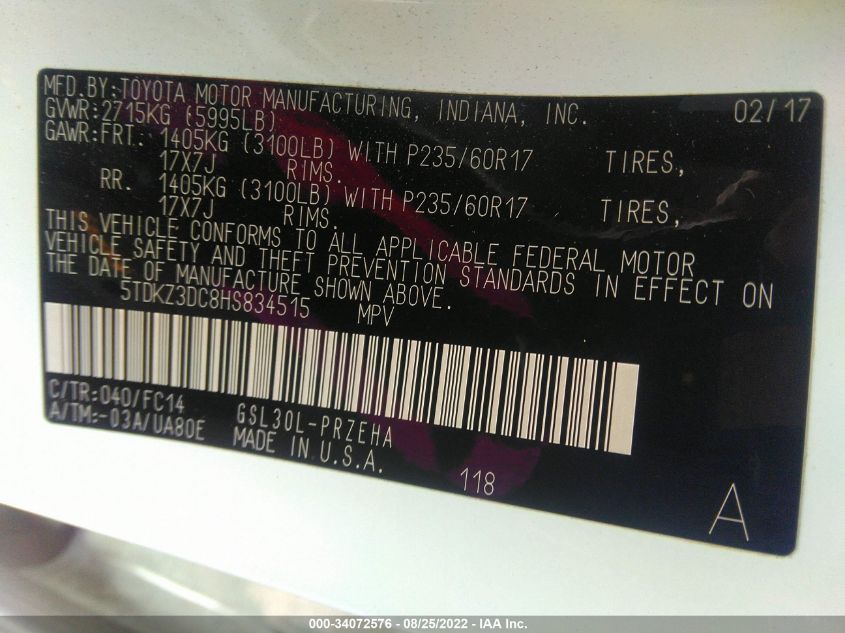 MFD.BY:TOYOTA MOTOR MANUFACTURING, INDIANA, INC. 02/17
GVWR:2715KG (5995LB)
GAWR:FRT. 1405KG (3100LB) WITH P235/60R17 TIRES,
17X7J RIMS.
RR. 1405KG (3100LB) WITH P235/60R17 TIRES,
17X7J RIMS.
THIS VEHICLE CONFORMS TO ALL APPLICABLE FEDERAL MOTOR
VEHICLE SAFETY AND THEFT PREVENTION STANDARDS IN EFFECT ON
THE DATE OF MANUFACTURE SHOWN ABOVE.
5TDKZ3DC8HS834515 MPV
C/TR:040/FC14
A/TM:-03A/UA80E
GSL30L-PRZEHA
MADE IN U.S.A.
118
A
000-34072576 - 08/25/2022 - IAA Inc.